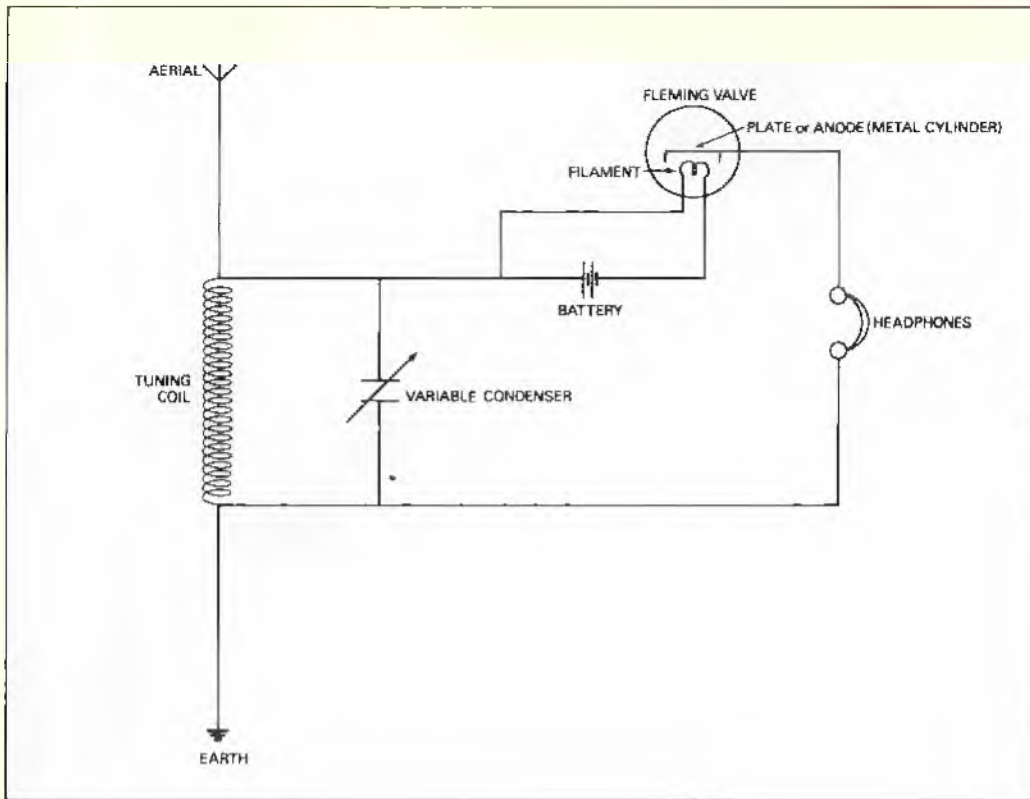 AERIAL
FLEMING VALVE
PLATE or ANODE (METAL CYLINDER)
FILAMENT
BATTERY
HEADPHONES
TUNING
COIL
VARIABLE CONDENSER
EARTH